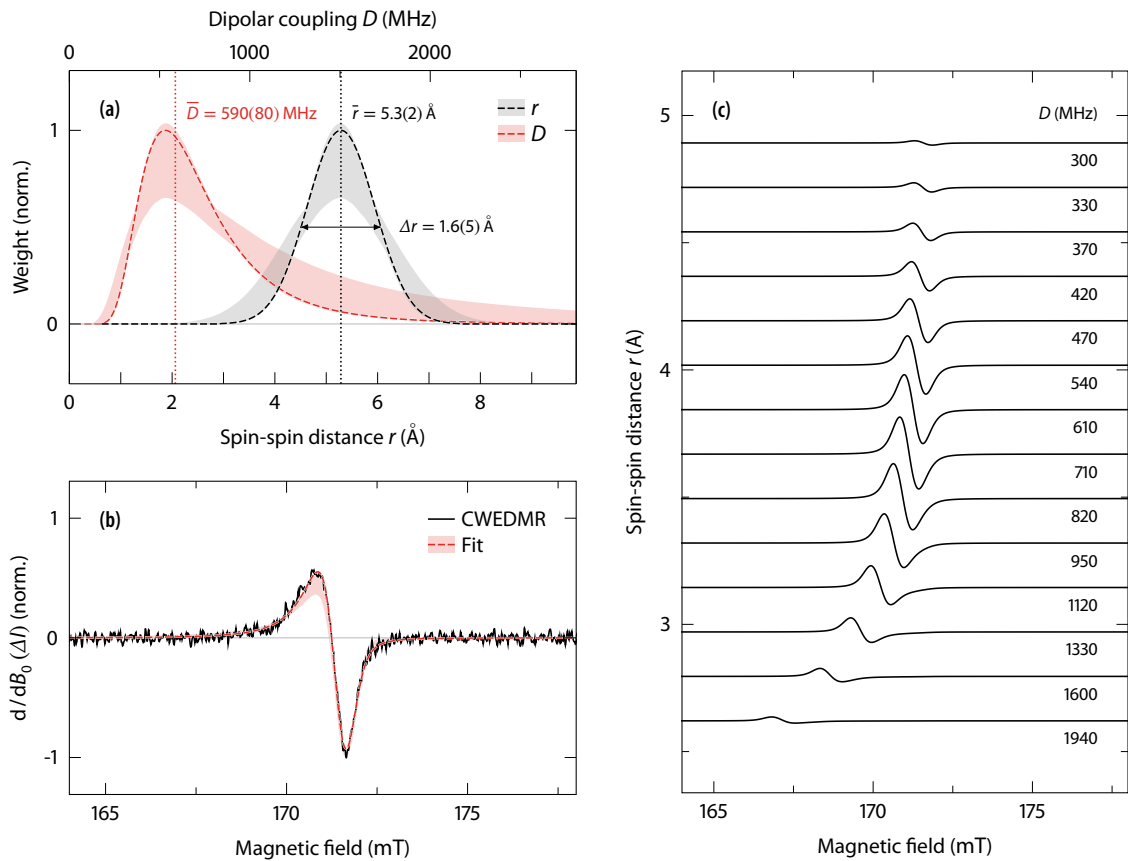 Dipolar coupling D (MHz)
0 1000 2000
(a)
D̅ = 590(80) MHz
r̅ = 5.3(2) Å
r
D
Δr = 1.6(5) Å
Weight (norm.)
1
0
0 2 4 6 8
Spin-spin distance r (Å)
(b)
CWEDMR
Fit
d / dB₀ (ΔI) (norm.)
1
0
-1
165 170 175
Magnetic field (mT)
(c)
D (MHz)
Spin-spin distance r (A)
5
4
3
300
330
370
420
470
540
610
710
820
950
1120
1330
1600
1940
165 170 175
Magnetic field (mT)